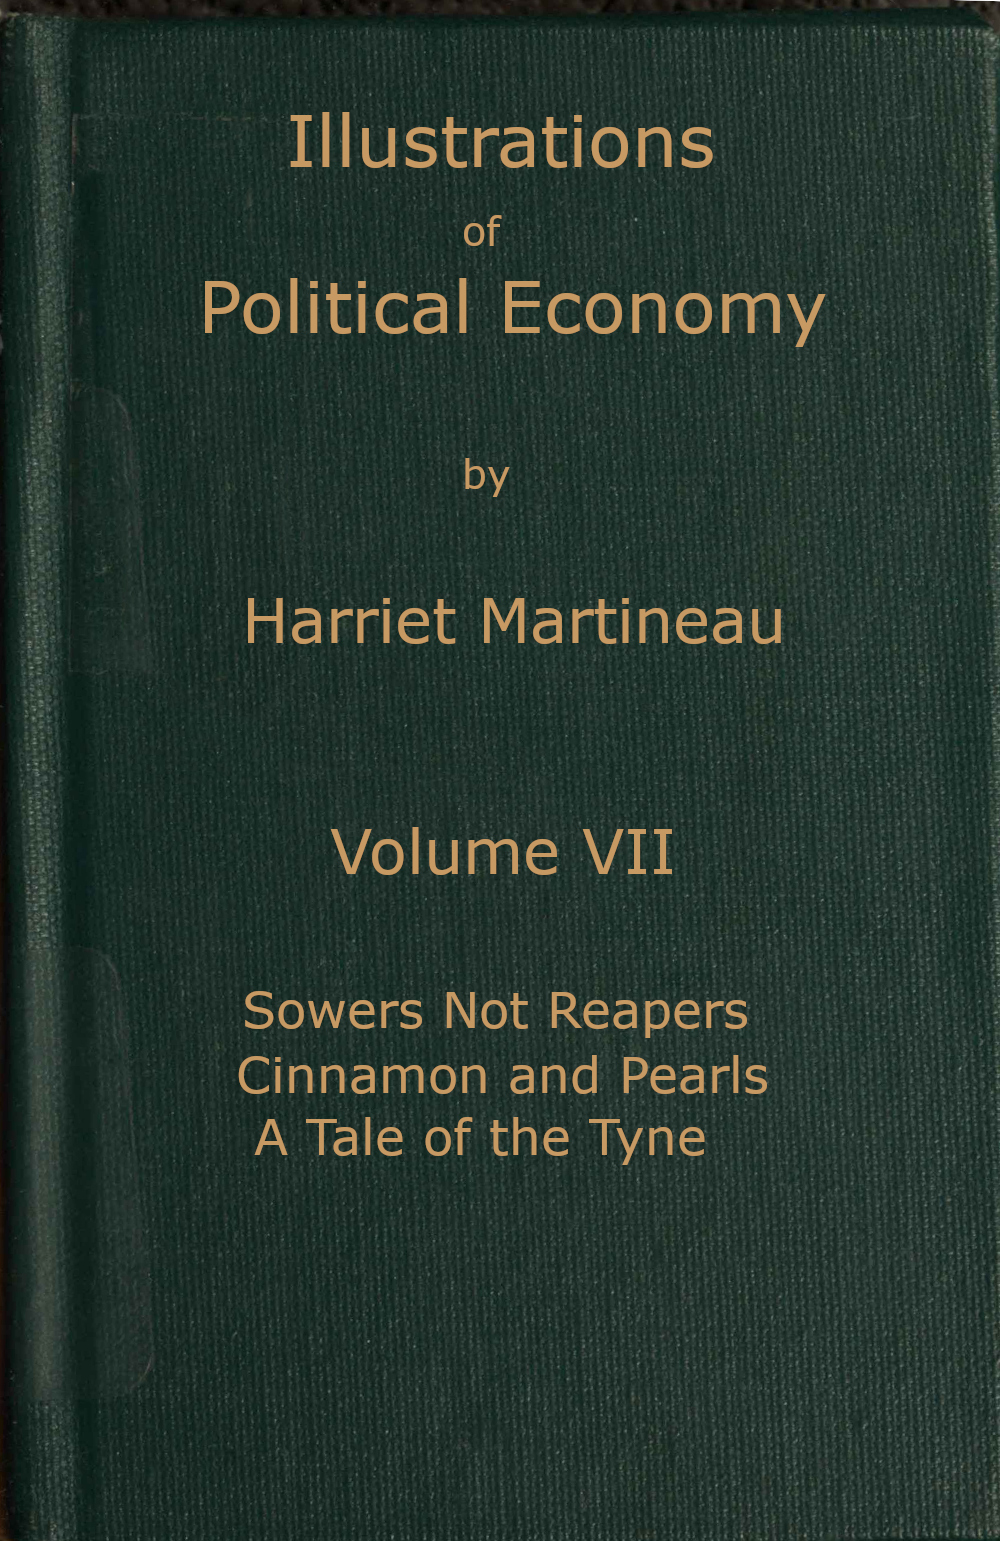 Illustrations
of
Political Economy
by
Harriet Martineau
Volume VII
Sowers Not Reapers
Cinnamon and Pearls
A Tale of the Tyne